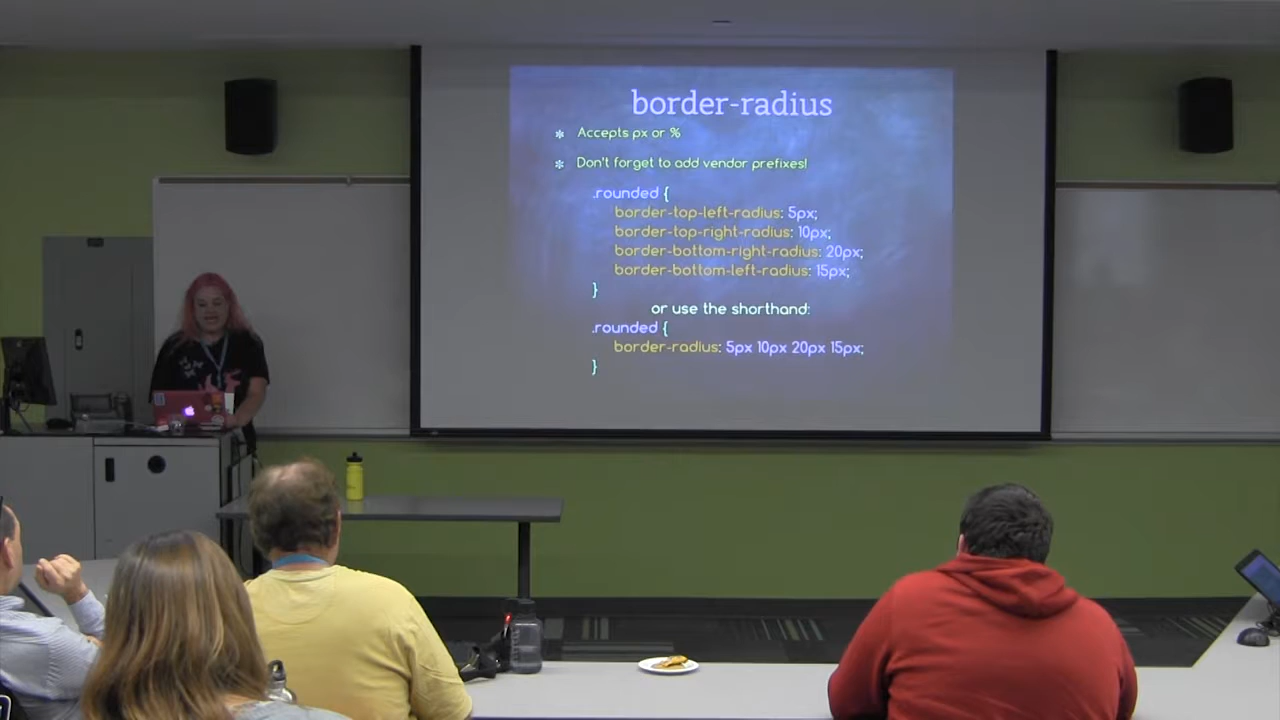 border-radius
* Accepts px or %
* Don't forget to add vendor prefixes!
.rounded {
border-top-left-radius: 5px;
border-top-right-radius: 10px;
border-bottom-right-radius: 20px;
border-bottom-left-radius: 15px;
}
or use the shorthand:
.rounded {
border-radius: 5px 10px 20px 15px;
}